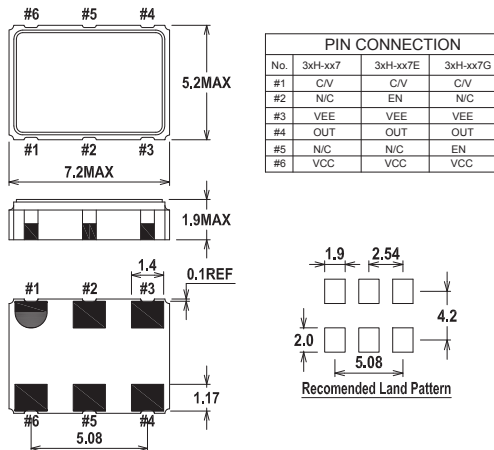 #6 #5 #4
5.2MAX
#1 #2 #3
7.2MAX
1.9MAX
PIN CONNECTION
No. 3xH-xx7 3xH-xx7E 3xH-xx7G
#1 C/V C/V C/V
#2 N/C EN N/C
#3 VEE VEE VEE
#4 OUT OUT OUT
#5 N/C N/C EN
#6 VCC VCC VCC
1.4
0.1REF
#1 #2 #3
1.17
#6 #5 #4
5.08
1.9 2.54
4.2
2.0
5.08
Recomended Land Pattern